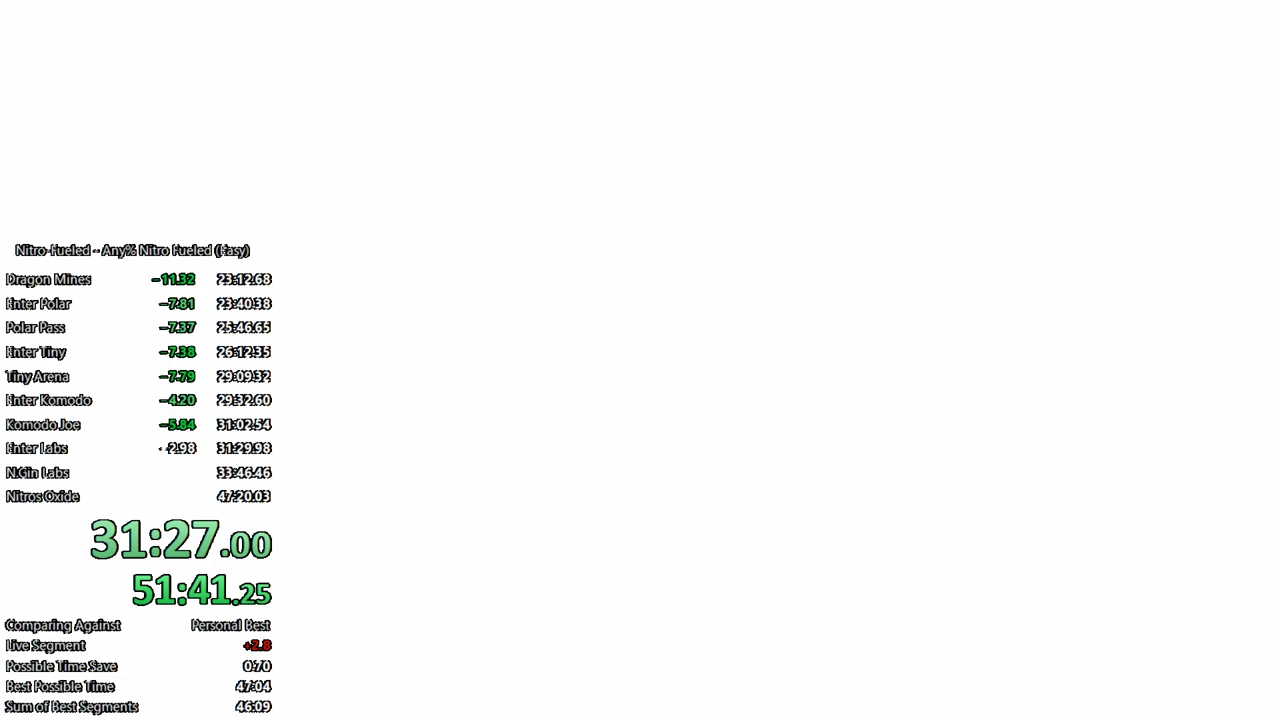 Nitro-Fueled - Any% Nitro Fueled (Easy)
Dragon Mines −11.32 23:12.68
Enter Polar −7.81 23:40.38
Polar Pass −7.37 25:46.65
Enter Tiny −7.38 26:12.35
Tiny Arena −7.79 29:09.32
Enter Komodo −4.20 29:32.60
Komodo Joe −5.84 31:02.54
Enter Labs −2.98 31:29.98
N.Gin Labs 33:46.46
Nitros Oxide 47:20.03
31:27.00
51:41.25
Comparing Against Personal Best
Live Segment +2.8
Possible Time Save 0.70
Best Possible Time 47:04
Sum of Best Segments 46:09